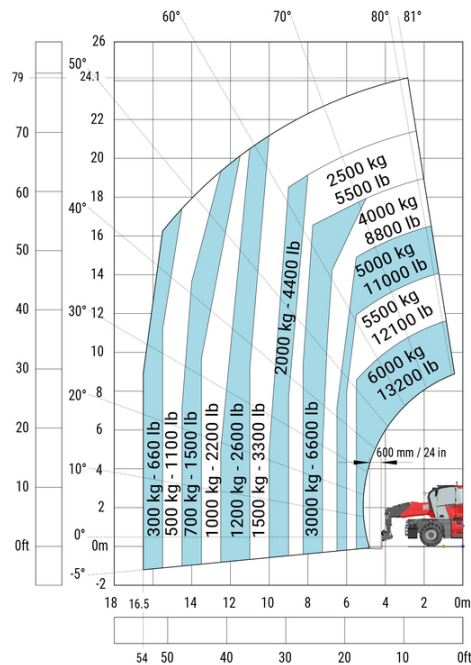 60°
70°
80°
81°
26
50°
79
24.1
70
22
20
60
18
40°
16
50
14
40
30°
12
30
10
20°
8
20
6
10°
4
10
2
0°
0ft
0m
-5°
-2
2500 kg
5500 lb
4000 kg
8800 lb
5000 kg
11000 lb
5500 kg
12100 lb
6000 kg
13200 lb
600 mm / 24 in
300 kg - 660 lb
500 kg - 1100 lb
700 kg - 1500 lb
1000 kg - 2200 lb
1200 kg - 2600 lb
1500 kg - 3300 lb
2000 kg - 4400 lb
3000 kg - 6600 lb
18 16.5 14 12 10 8 6 4 2 0m
54 50 40 30 20 10 0ft